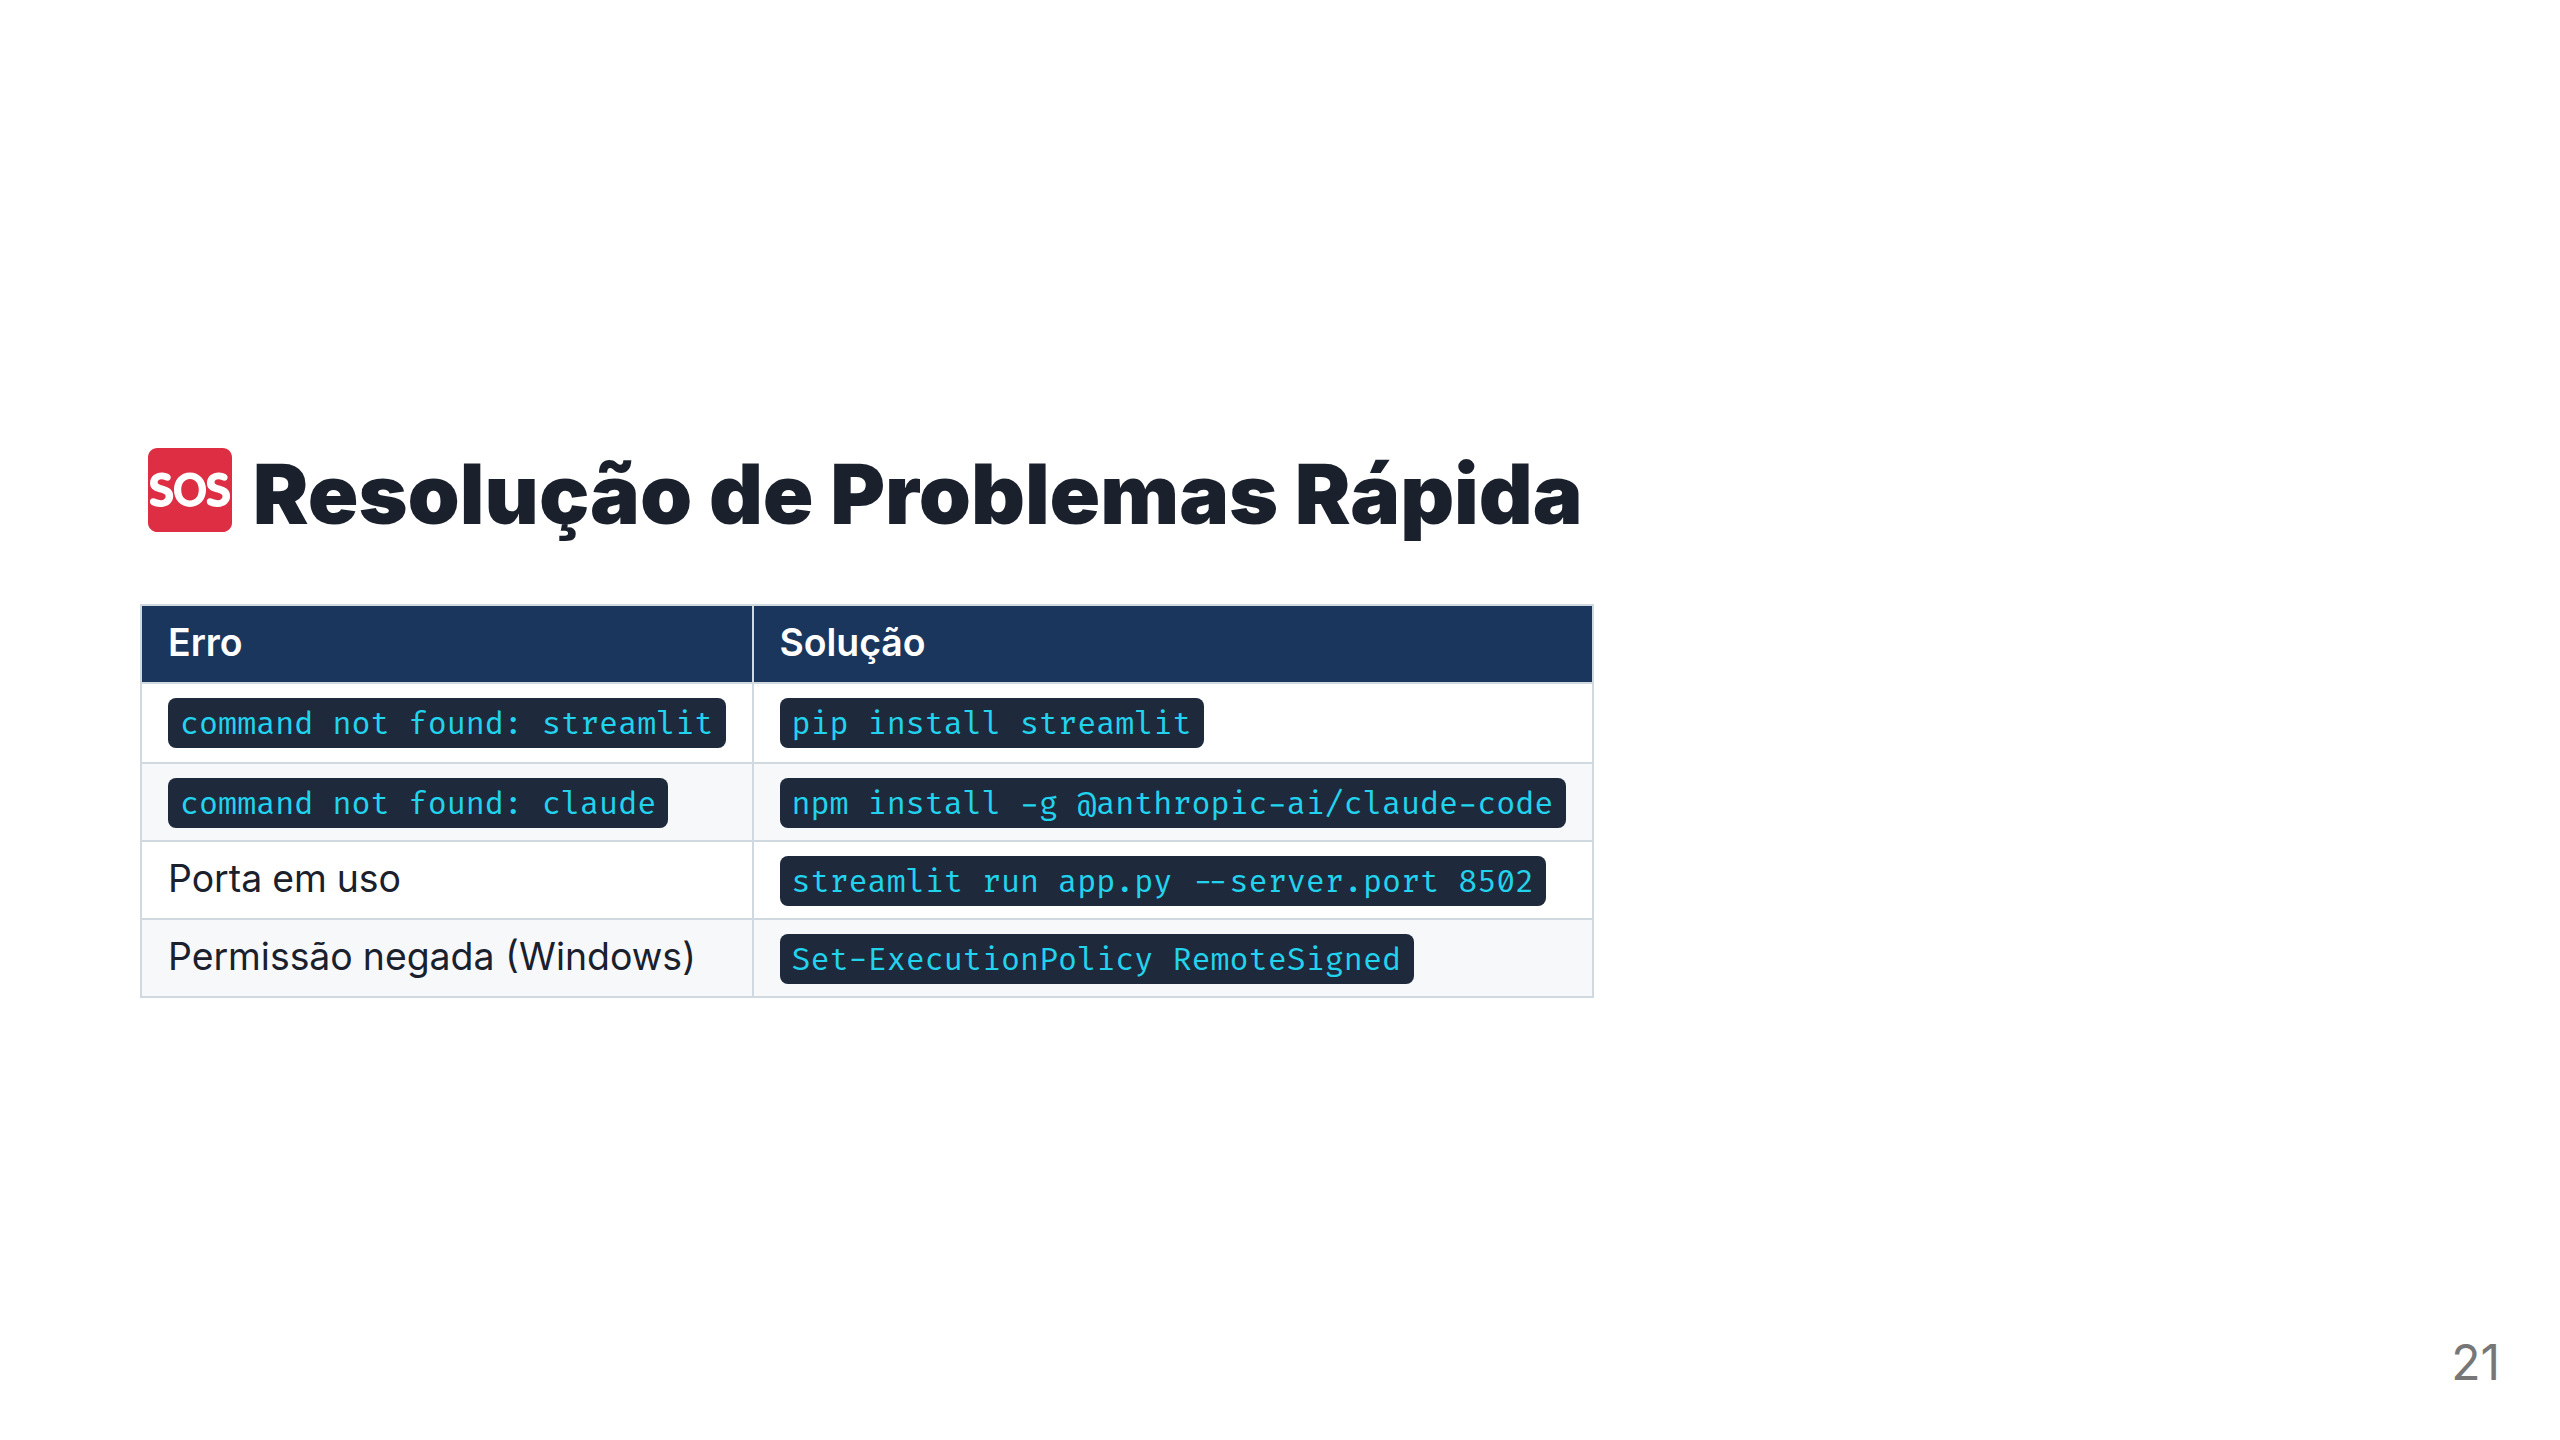 SOS Resolução de Problemas Rápida
Erro Solução
command not found: streamlit pip install streamlit
command not found: claude npm install -g @anthropic-ai/claude-code
Porta em uso streamlit run app.py --server.port 8502
Permissão negada (Windows) Set-ExecutionPolicy RemoteSigned
21